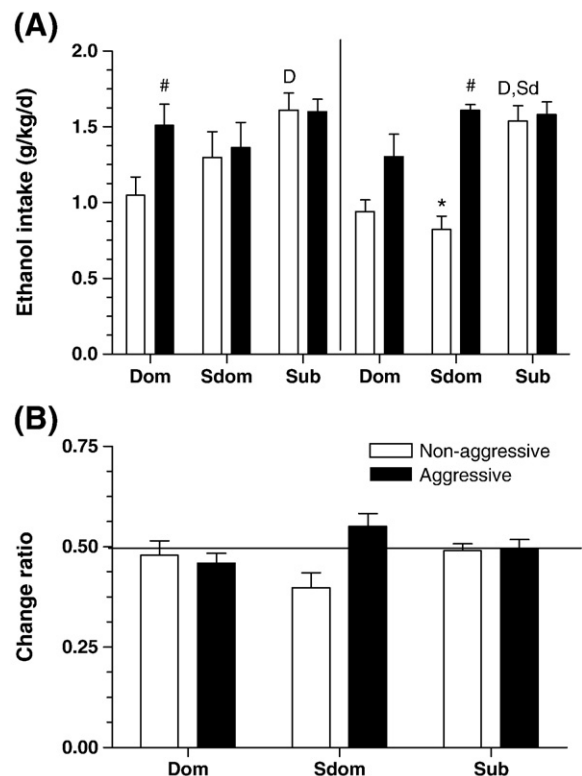 (A)
Ethanol intake (g/kg/d)
2.0
1.5
1.0
0.5
0.0
#
D
#
D,Sd
*
Dom Sdom Sub Dom Sdom Sub
(B)
Change ratio
0.75
0.50
0.25
0.00
Non-aggressive
Aggressive
Dom Sdom Sub